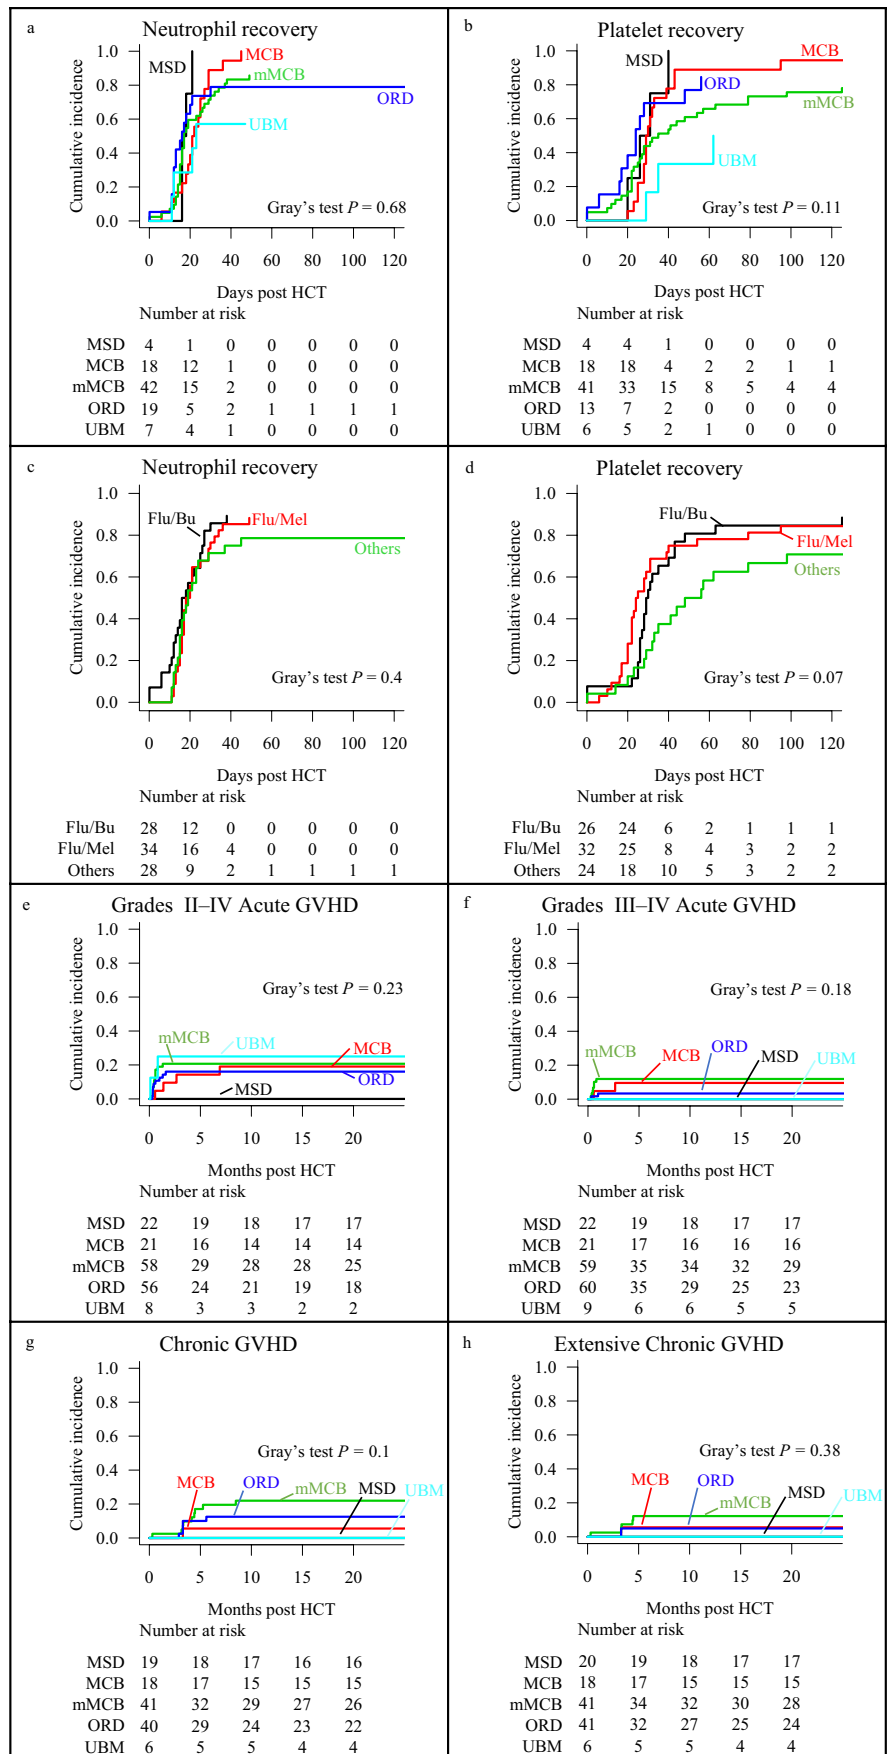 a
Neutrophil recovery
Cumulative incidence
1.0
0.8
0.6
0.4
0.2
0.0
MSD
MCB
mMCB
ORD
UBM
Gray's test P = 0.68
0 20 40 60 80 100 120
Days post HCT
Number at risk
MSD 4 1 0 0 0 0 0
MCB 18 12 1 0 0 0 0
mMCB 42 15 2 0 0 0 0
ORD 19 5 2 1 1 1 1
UBM 7 4 1 0 0 0 0
b
Platelet recovery
Cumulative incidence
1.0
0.8
0.6
0.4
0.2
0.0
MSD
MCB
ORD
mMCB
UBM
Gray's test P = 0.11
0 20 40 60 80 100 120
Days post HCT
Number at risk
MSD 4 4 1 0 0 0 0
MCB 18 18 4 2 2 1 1
mMCB 41 33 15 8 5 4 4
ORD 13 7 2 0 0 0 0
UBM 6 5 2 1 0 0 0
c
Neutrophil recovery
Cumulative incidence
1.0
0.8
0.6
0.4
0.2
0.0
Flu/Bu
Flu/Mel
Others
Gray's test P = 0.4
0 20 40 60 80 100 120
Days post HCT
Number at risk
Flu/Bu 28 12 0 0 0 0 0
Flu/Mel 34 16 4 0 0 0 0
Others 28 9 2 1 1 1 1
d
Platelet recovery
Cumulative incidence
1.0
0.8
0.6
0.4
0.2
0.0
Flu/Bu
Flu/Mel
Others
Gray's test P = 0.07
0 20 40 60 80 100 120
Days post HCT
Number at risk
Flu/Bu 26 24 6 2 1 1 1
Flu/Mel 32 25 8 4 3 2 2
Others 24 18 10 5 3 2 2
e
Grades II–IV Acute GVHD
Cumulative incidence
1.0
0.8
0.6
0.4
0.2
0.0
Gray's test P = 0.23
mMCB
UBM
MCB
ORD
MSD
0 5 10 15 20
Months post HCT
Number at risk
MSD 22 19 18 17 17
MCB 21 16 14 14 14
mMCB 58 29 28 28 25
ORD 56 24 21 19 18
UBM 8 3 3 2 2
f
Grades III–IV Acute GVHD
Cumulative incidence
1.0
0.8
0.6
0.4
0.2
0.0
Gray's test P = 0.18
mMCB
MCB
ORD
MSD
UBM
0 5 10 15 20
Months post HCT
Number at risk
MSD 22 19 18 17 17
MCB 21 17 16 16 16
mMCB 59 35 34 32 29
ORD 60 35 29 25 23
UBM 9 6 6 5 5
g
Chronic GVHD
Cumulative incidence
1.0
0.8
0.6
0.4
0.2
0.0
Gray's test P = 0.1
MCB
ORD
mMCB
MSD
UBM
0 5 10 15 20
Months post HCT
Number at risk
MSD 19 18 17 16 16
MCB 18 17 15 15 15
mMCB 41 32 29 27 26
ORD 40 29 24 23 22
UBM 6 5 5 4 4
h
Extensive Chronic GVHD
Cumulative incidence
1.0
0.8
0.6
0.4
0.2
0.0
Gray's test P = 0.38
MCB
ORD
mMCB
MSD
UBM
0 5 10 15 20
Months post HCT
Number at risk
MSD 20 19 18 17 17
MCB 18 17 15 15 15
mMCB 41 34 32 30 28
ORD 41 32 27 25 24
UBM 6 5 5 4 4